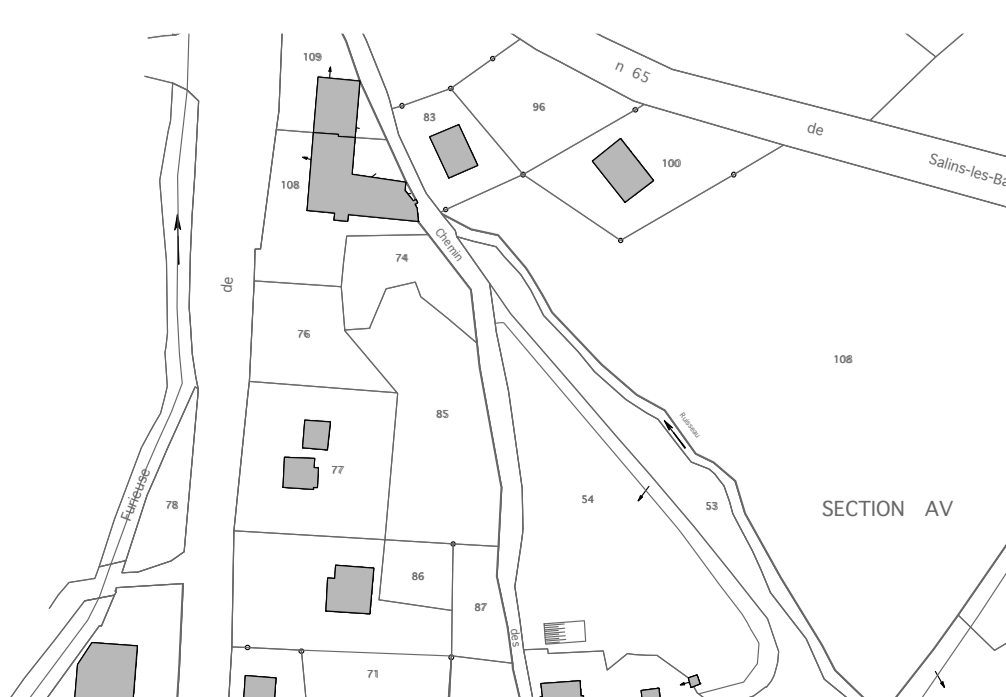 109
n 65
96
83
de
100
Salins-les-Ba
108
Chemin
74
de
76
108
85
Ruisseau
77
54
78
53
SECTION AV
Furieuse
86
87
des
71